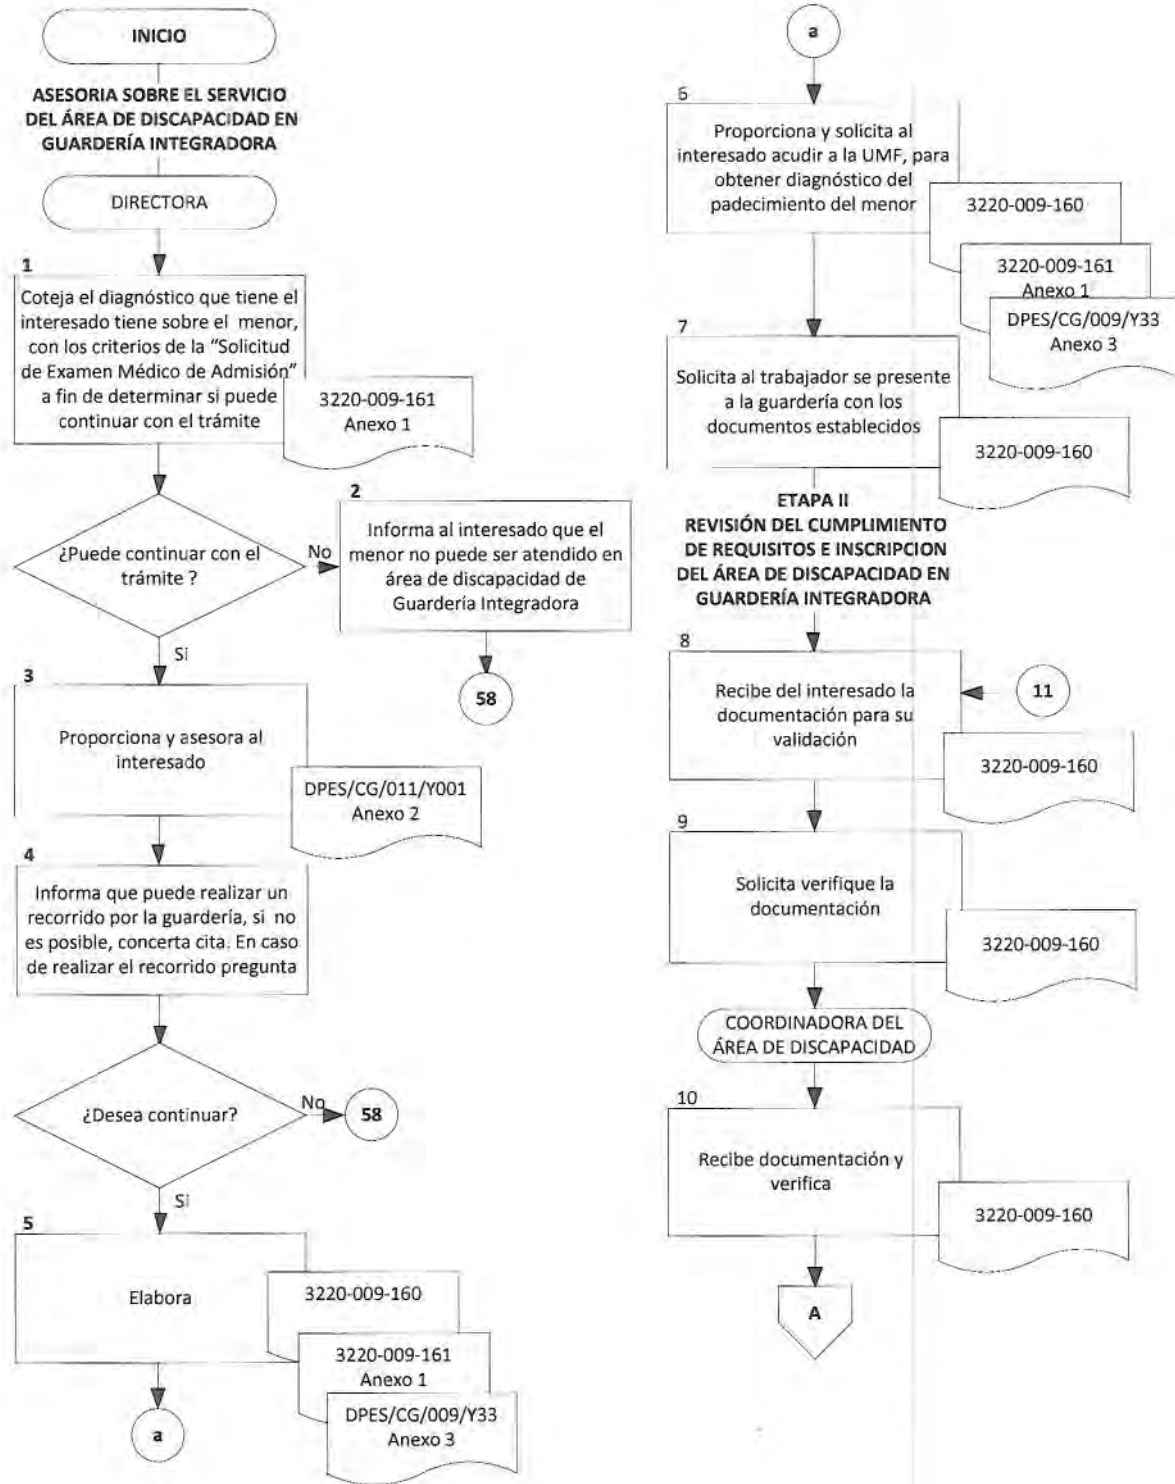 INICIO
ASESORIA SOBRE EL SERVICIO
DEL ÁREA DE DISCAPACIDAD EN
GUARDERÍA INTEGRADORA
DIRECTORA
1
Coteja el diagnóstico que tiene el
interesado tiene sobre el menor,
con los criterios de la “Solicitud
de Examen Médico de Admisión”
a fin de determinar si puede
continuar con el trámite
3220-009-161
Anexo 1
¿Puede continuar con el
trámite ?
No
2
Informa al interesado que el
menor no puede ser atendido en
área de discapacidad de
Guardería Integradora
58
Si
3
Proporciona y asesora al
interesado
DPES/CG/011/Y001
Anexo 2
4
Informa que puede realizar un
recorrido por la guardería, si no
es posible, concerta cita. En caso
de realizar el recorrido pregunta
¿Desea continuar?
No
58
Si
5
Elabora
3220-009-160
3220-009-161
Anexo 1
DPES/CG/009/Y33
Anexo 3
a
a
6
Proporciona y solicita al
interesado acudir a la UMF, para
obtener diagnóstico del
padecimiento del menor
3220-009-160
3220-009-161
Anexo 1
DPES/CG/009/Y33
Anexo 3
7
Solicita al trabajador se presente
a la guardería con los
documentos establecidos
3220-009-160
ETAPA II
REVISIÓN DEL CUMPLIMIENTO
DE REQUISITOS E INSCRIPCION
DEL ÁREA DE DISCAPACIDAD EN
GUARDERÍA INTEGRADORA
8
Recibe del interesado la
documentación para su
validación
11
3220-009-160
9
Solicita verifique la
documentación
3220-009-160
COORDINADORA DEL
ÁREA DE DISCAPACIDAD
10
Recibe documentación y
verifica
3220-009-160
A